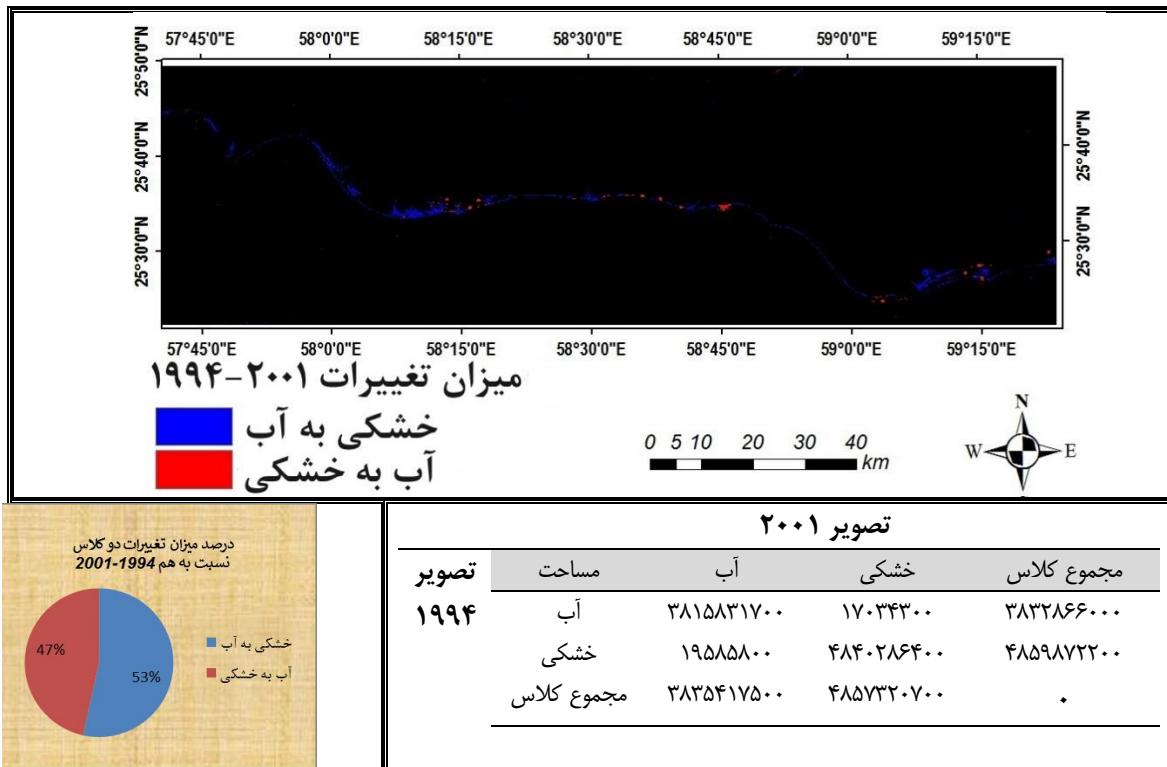 57°45'0"E 58°0'0"E 58°15'0"E 58°30'0"E 58°45'0"E 59°0'0"E 59°15'0"E
25°50'0"N
25°40'0"N 25°40'0"N
25°30'0"N 25°30'0"N
57°45'0"E 58°0'0"E 58°15'0"E 58°30'0"E 58°45'0"E 59°0'0"E 59°15'0"E
میزان تغییرات ۲۰۰۱-۱۹۹۴
خشکی به آب
آب به خشکی
0 5 10 20 30 40
km
N
W E
درصد میزان تغییرات دو کلاس
نسبت به هم 1994-2001
47%
53%
خشکی به آب
آب به خشکی
تصویر ۲۰۰۱
تصویر مساحت آب خشکی مجموع کلاس
۱۹۹۴ آب ۳۸۱۵۸۳۱۷۰۰ ۱۷۰۳۴۳۰۰ ۳۸۳۲۸۶۶۰۰۰
خشکی ۱۹۵۸۵۸۰۰ ۴۸۴۰۲۸۶۴۰۰ ۴۸۵۹۸۷۲۲۰۰
مجموع کلاس ۳۸۳۵۴۱۷۵۰۰ ۴۸۵۷۳۲۰۷۰۰ ۰